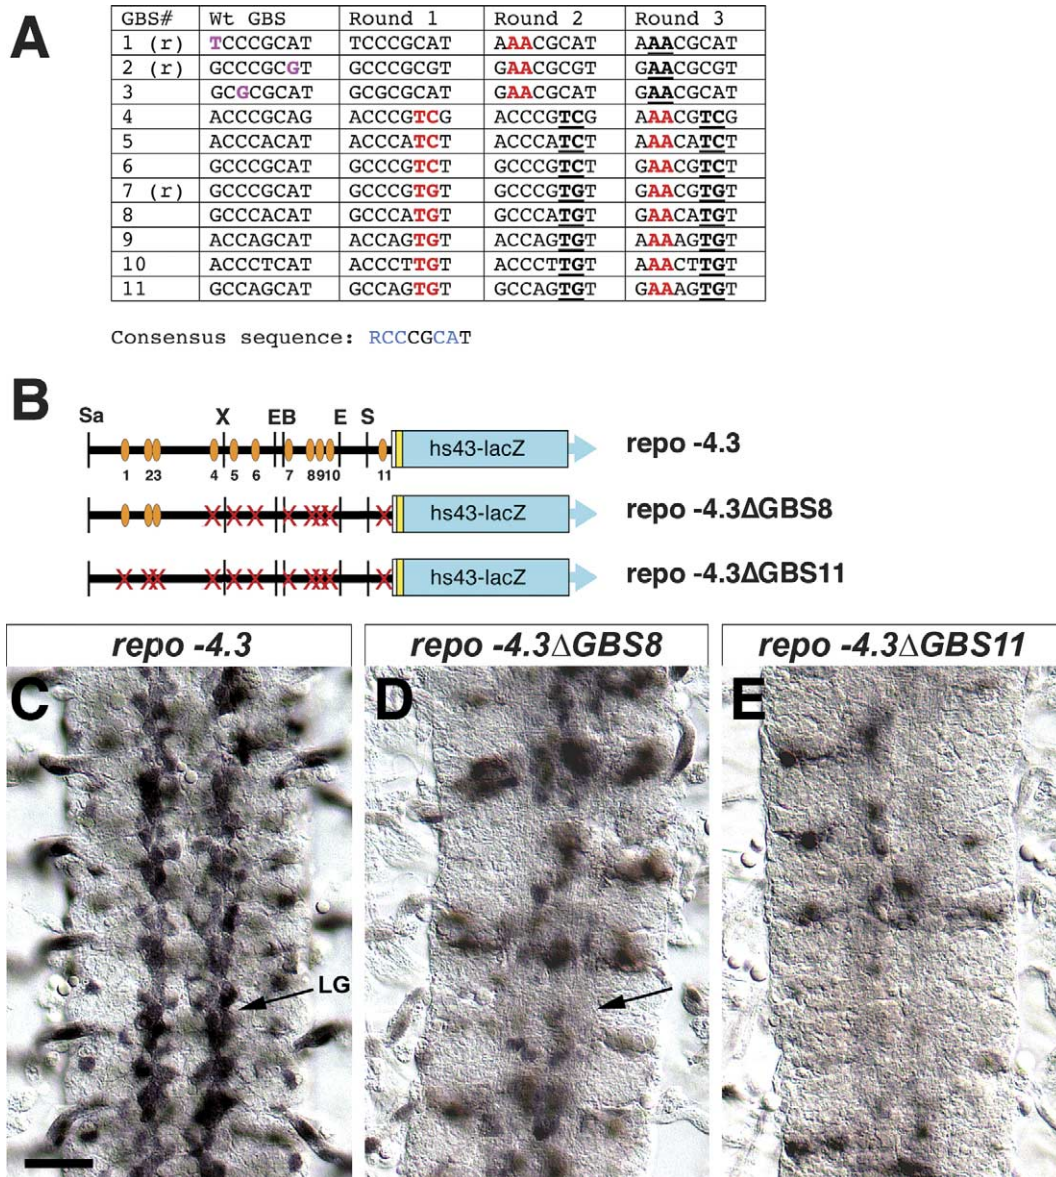 A
GBS# Wt GBS Round 1 Round 2 Round 3
1 (r) TCCCGCAT TCCCGCAT AAACGCAT AAACGCAT
2 (r) GCCCGCGT GCCCGCGT GAACGCGT GAACGCGT
3 GCGCGCAT GCGCGCAT GAACGCAT GAACGCAT
4 ACCCGCAG ACCCGTCG ACCCGTCG AAACGTCG
5 ACCCACAT ACCCATCT ACCCATCT AAACATCT
6 GCCCGCAT GCCCGTCT GCCCGTCT GAACGTCT
7 (r) GCCCGCAT GCCCGTGT GCCCGTGT GAACGTGT
8 GCCCACAT GCCCATGT GCCCATGT GAACATGT
9 ACCAGCAT ACCAGTGT ACCAGTGT AAAAGTGT
10 ACCCTCAT ACCCTTGT ACCCTTGT AAACTTGT
11 GCCAGCAT GCCAGTGT GCCAGTGT GAAAGTGT
Consensus sequence: RCCCGCAT
B
Sa X EB E S
hs43-lacZ repo -4.3
1 23 4 5 6 7 8910 11
hs43-lacZ repo -4.3ΔGBS8
hs43-lacZ repo -4.3ΔGBS11
repo -4.3 repo -4.3ΔGBS8 repo -4.3ΔGBS11
C D E
LG